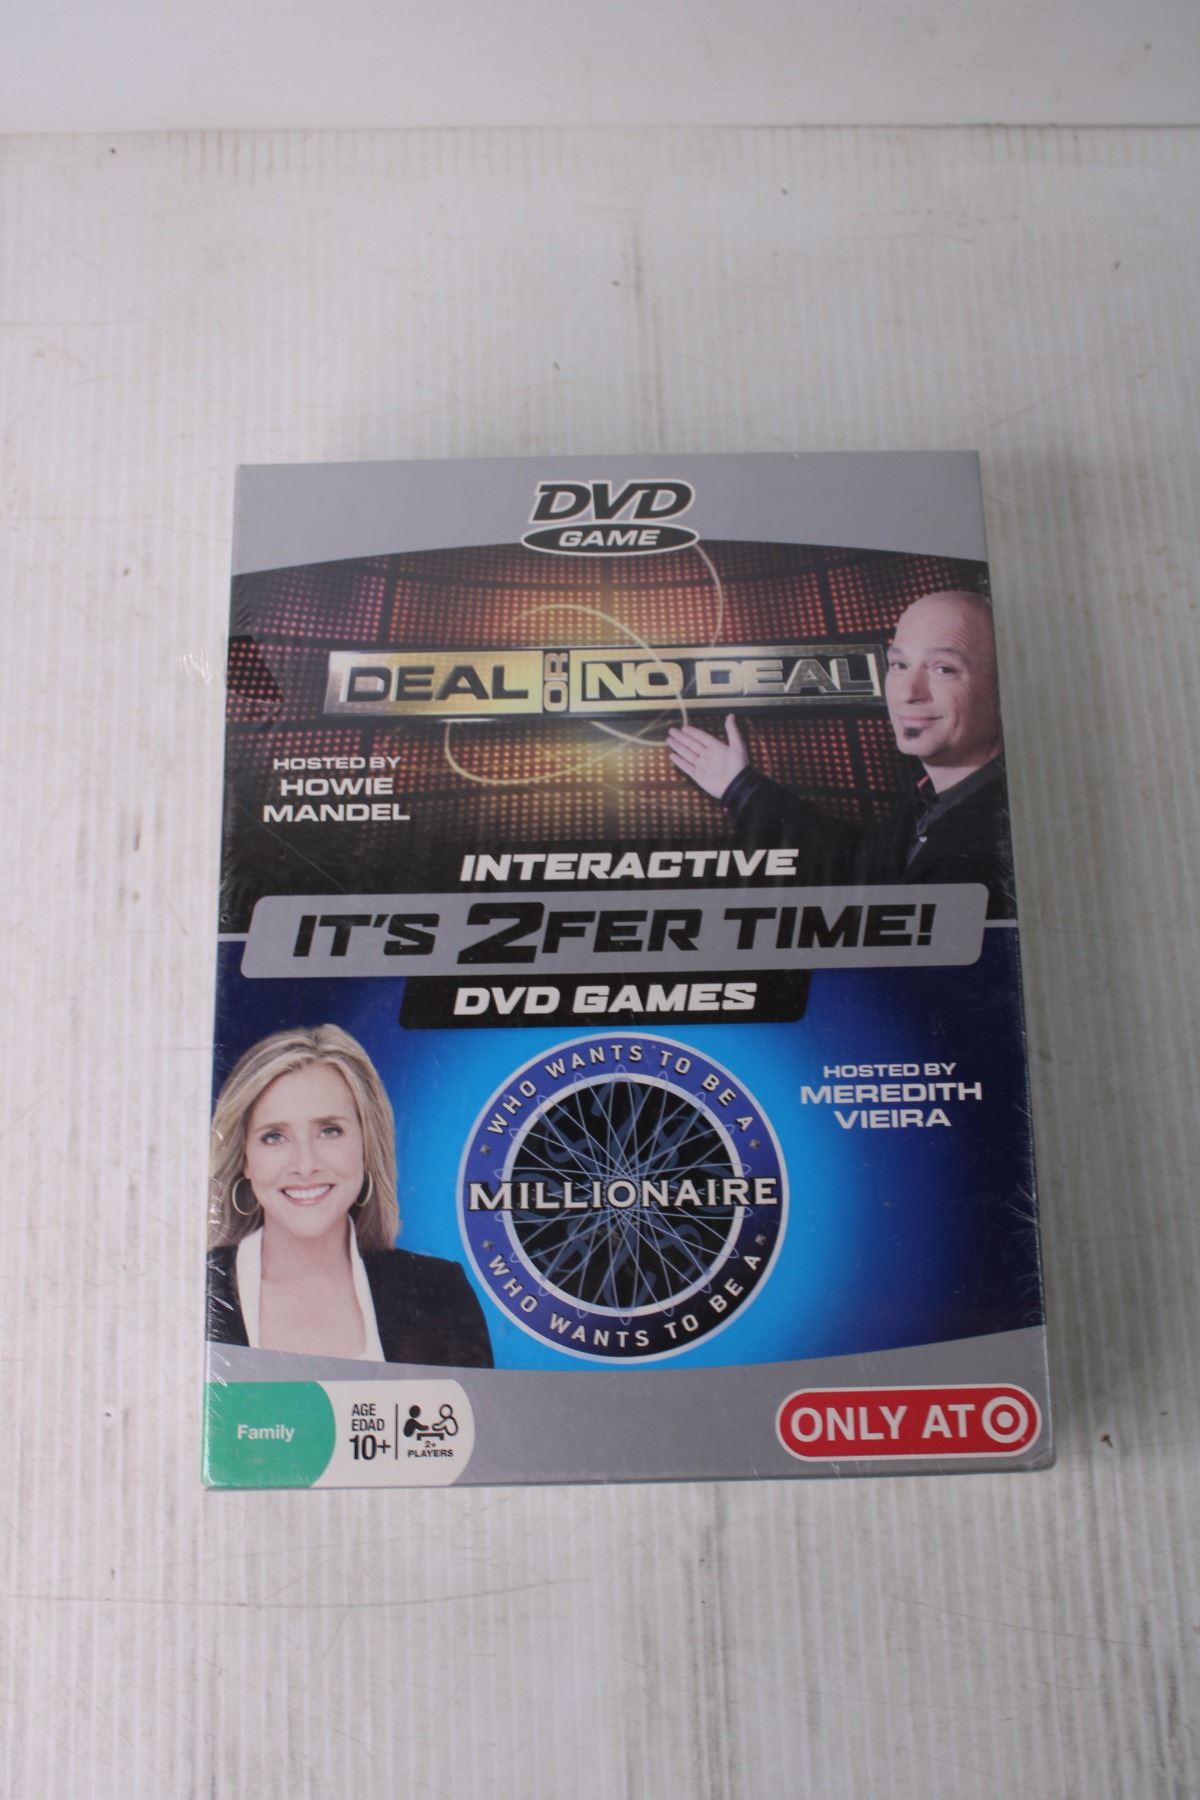 DVD
GAME
DEAL OR NO DEAL
HOSTED BY
HOWIE
MANDEL
INTERACTIVE
IT'S 2FER TIME!
DVD GAMES
WHO WANTS TO BE A
MILLIONAIRE
WHO WANTS TO BE A
HOSTED BY
MEREDITH
VIEIRA
Family
AGE
EDAD
10+
2+
PLAYERS
ONLY AT